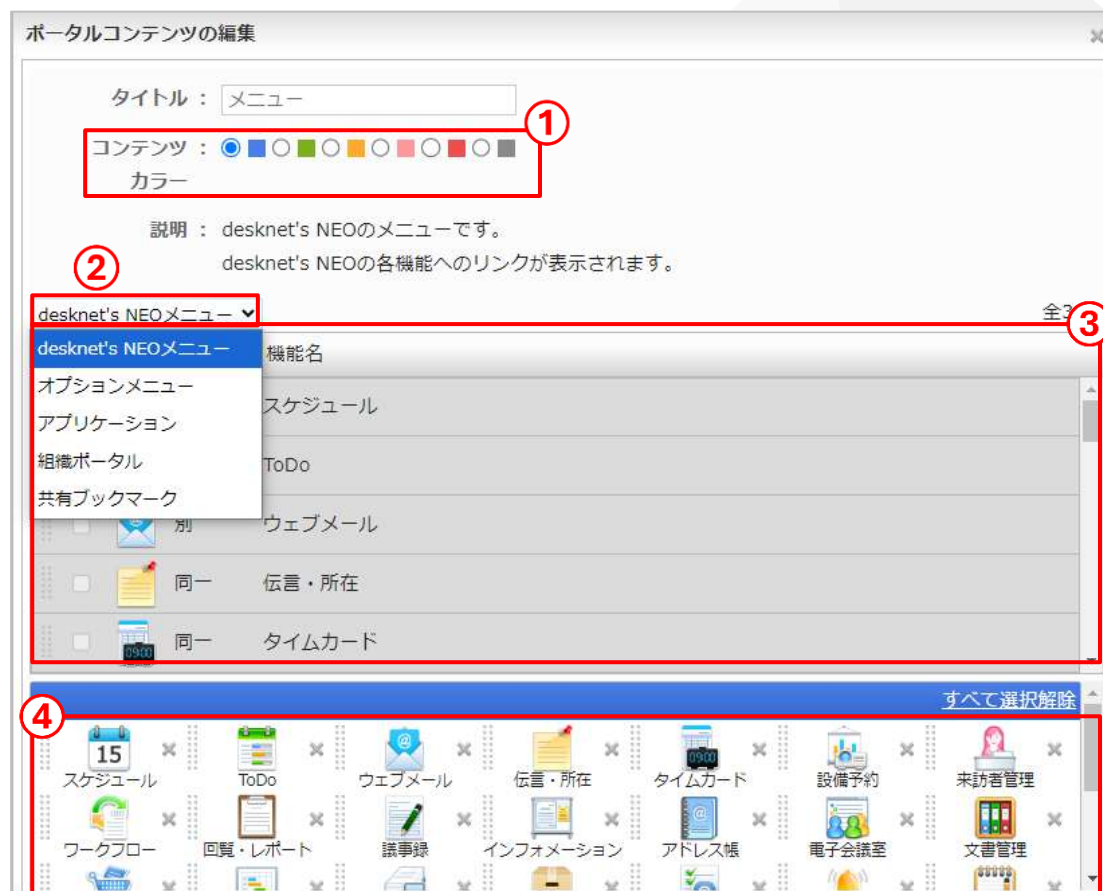 ポータルコンテンツの編集
タイトル : メニュー
①
コンテンツ :
カラー
説明 : desknet's NEOのメニューです。
desknet's NEOの各機能へのリンクが表示されます。
②
desknet's NEOメニュー
全3
③
desknet's NEOメニュー
機能名
オプションメニュー
スケジュール
アプリケーション
組織ポータル
ToDo
共有ブックマーク
別 ウェブメール
同一 伝言・所在
同一 タイムカード
すべて選択解除
④
スケジュール ToDo ウェブメール 伝言・所在 タイムカード 設備予約 来訪者管理
ワークフロー 回覧・レポート 議事録 インフォメーション アドレス帳 電子会議室 文書管理